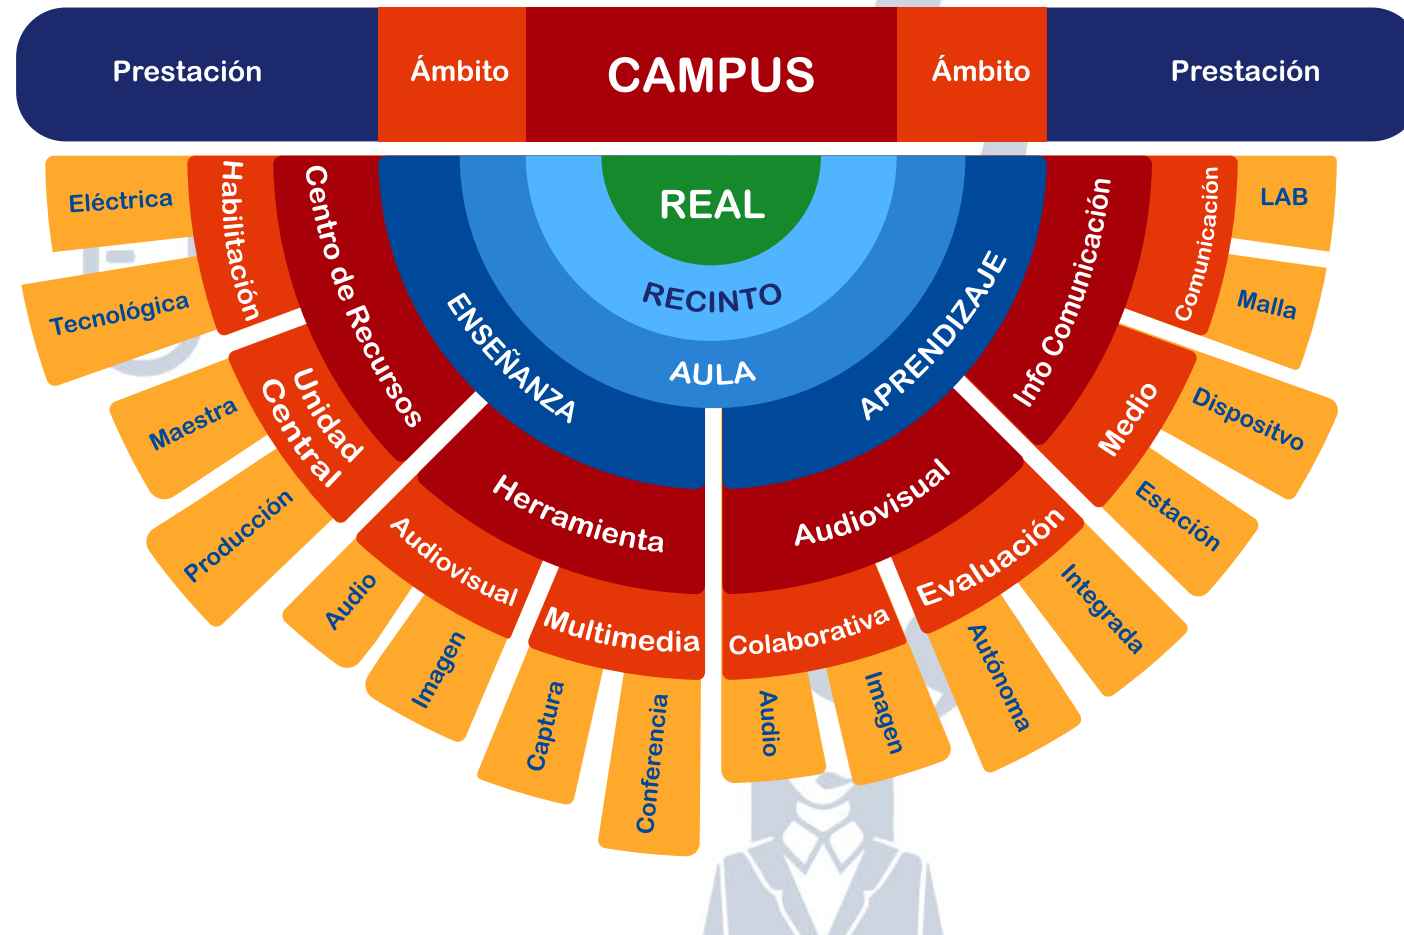 Prestación
Ámbito
CAMPUS
Ámbito
Prestación
REAL
RECINTO
AULA
ENSEÑANZA
APRENDIZAJE
Centro de Recursos
Herramienta
Audiovisual
Info Comunicación
Habilitación
Unidad
Central
Audiovisual
Multimedia
Colaborativa
Evaluación
Medio
Comunicación
Eléctrica
Tecnológica
Maestra
Producción
Audio
Imagen
Captura
Conferencia
Audio
Imagen
Autónoma
Integrada
Estación
Dispositvo
Malla
LAB